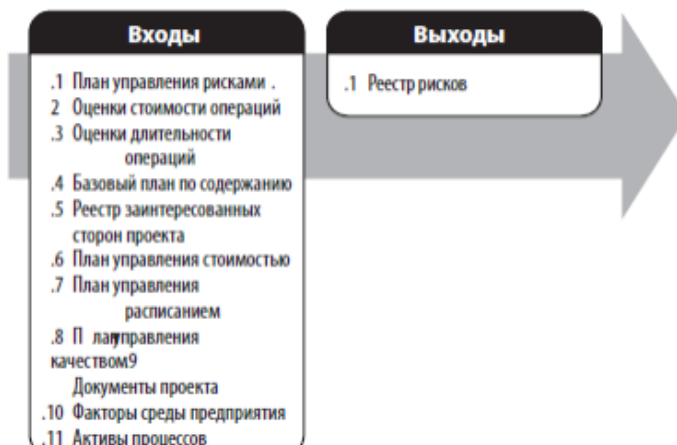 Входы
.1 План управления рисками .
2 Оценки стоимости операций
.3 Оценки длительности
операций
.4 Базовый план по содержанию
.5 Реестр заинтересованных
сторон проекта
.6 План управления стоимостью
.7 План управления
расписанием
.8 П лануправления
качеством9
Документы проекта
.10 Факторы среды предприятия
.11 Активы процессов
Выходы
.1 Реестр рисков